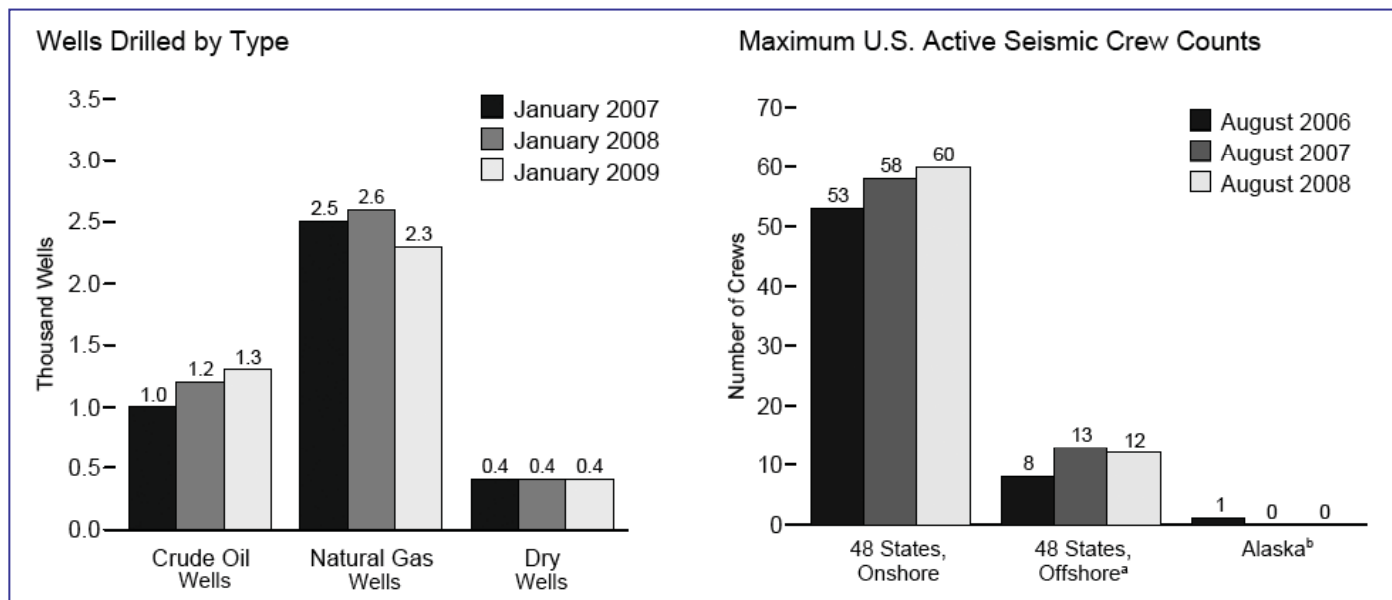 Wells Drilled by Type
3.5
3.0
2.5
2.0
1.5
1.0
0.5
0.0
Thousand Wells
January 2007
January 2008
January 2009
1.0
1.2
1.3
2.5
2.6
2.3
0.4
0.4
0.4
Crude Oil
Wells
Natural Gas
Wells
Dry
Wells
Maximum U.S. Active Seismic Crew Counts
70
60
50
40
30
20
10
0
Number of Crews
August 2006
August 2007
August 2008
53
58
60
8
13
12
1
0
0
48 States,
Onshore
48 States,
Offshoreᵃ
Alaskaᵇ